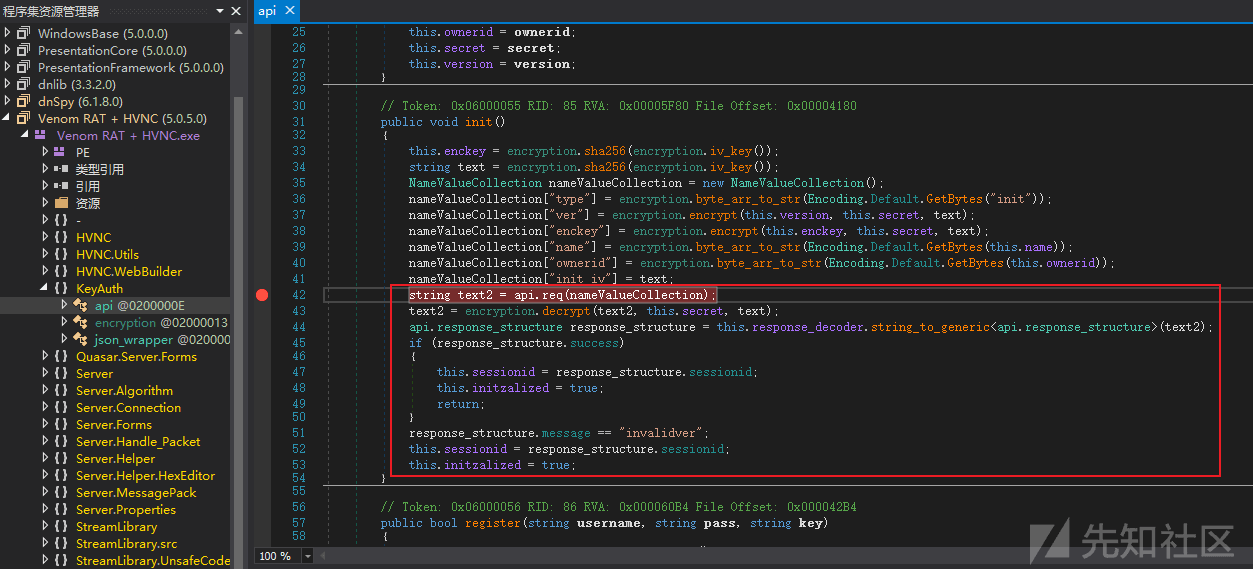 程序集资源管理器
WindowsBase (5.0.0.0)
PresentationCore (5.0.0.0)
PresentationFramework (5.0.0.0)
dnlib (3.3.2.0)
dnSpy (6.1.8.0)
Venom RAT + HVNC (5.0.5.0)
Venom RAT + HVNC.exe
PE
类型引用
引用
资源
{ } -
{ } HVNC
{ } HVNC.Utils
{ } HVNC.WebBuilder
{ } KeyAuth
api @0200000E
encryption @02000013
json_wrapper @020000
{ } Quasar.Server.Forms
{ } Server
{ } Server.Algorithm
{ } Server.Connection
{ } Server.Forms
{ } Server.Handle_Packet
{ } Server.Helper
{ } Server.Helper.HexEditor
{ } Server.MessagePack
{ } Server.Properties
{ } StreamLibrary
{ } StreamLibrary.src
{ } StreamLibrary.UnsafeCode
api
25 this.ownerid = ownerid;
26 this.secret = secret;
27 this.version = version;
28 }
29
30 // Token: 0x06000055 RID: 85 RVA: 0x00005F80 File Offset: 0x00004180
31 public void init()
32 {
33 this.enckey = encryption.sha256(encryption.iv_key());
34 string text = encryption.sha256(encryption.iv_key());
35 NameValueCollection nameValueCollection = new NameValueCollection();
36 nameValueCollection["type"] = encryption.byte_arr_to_str(Encoding.Default.GetBytes("init"));
37 nameValueCollection["ver"] = encryption.encrypt(this.version, this.secret, text);
38 nameValueCollection["enckey"] = encryption.encrypt(this.enckey, this.secret, text);
39 nameValueCollection["name"] = encryption.byte_arr_to_str(Encoding.Default.GetBytes(this.name));
40 nameValueCollection["ownerid"] = encryption.byte_arr_to_str(Encoding.Default.GetBytes(this.ownerid));
41 nameValueCollection["init_iv"] = text;
42 string text2 = api.req(nameValueCollection);
43 text2 = encryption.decrypt(text2, this.secret, text);
44 api.response_structure response_structure = this.response_decoder.string_to_generic<api.response_structure>(text2);
45 if (response_structure.success)
46 {
47 this.sessionid = response_structure.sessionid;
48 this.initzalized = true;
49 return;
50 }
51 response_structure.message == "invalidver";
52 this.sessionid = response_structure.sessionid;
53 this.initzalized = true;
54 }
55
56 // Token: 0x06000056 RID: 86 RVA: 0x000060B4 File Offset: 0x000042B4
57 public bool register(string username, string pass, string key)
58 {
100 %
先知社区